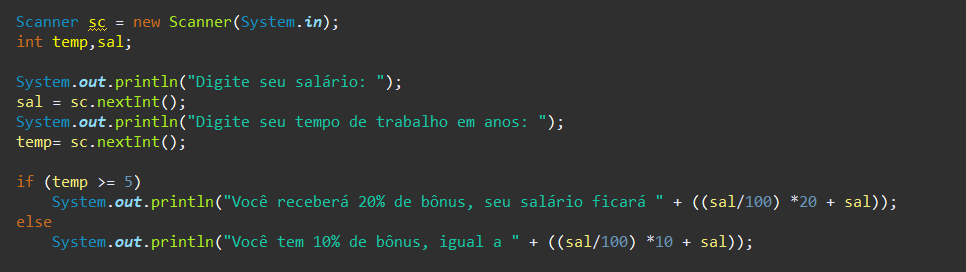 Scanner sc = new Scanner(System.in);
int temp,sal;
System.out.println("Digite seu salário: ");
sal = sc.nextInt();
System.out.println("Digite seu tempo de trabalho em anos: ");
temp= sc.nextInt();
if (temp >= 5)
System.out.println("Você receberá 20% de bônus, seu salário ficará " + ((sal/100) *20 + sal));
else
System.out.println("Você tem 10% de bônus, igual a " + ((sal/100) *10 + sal));